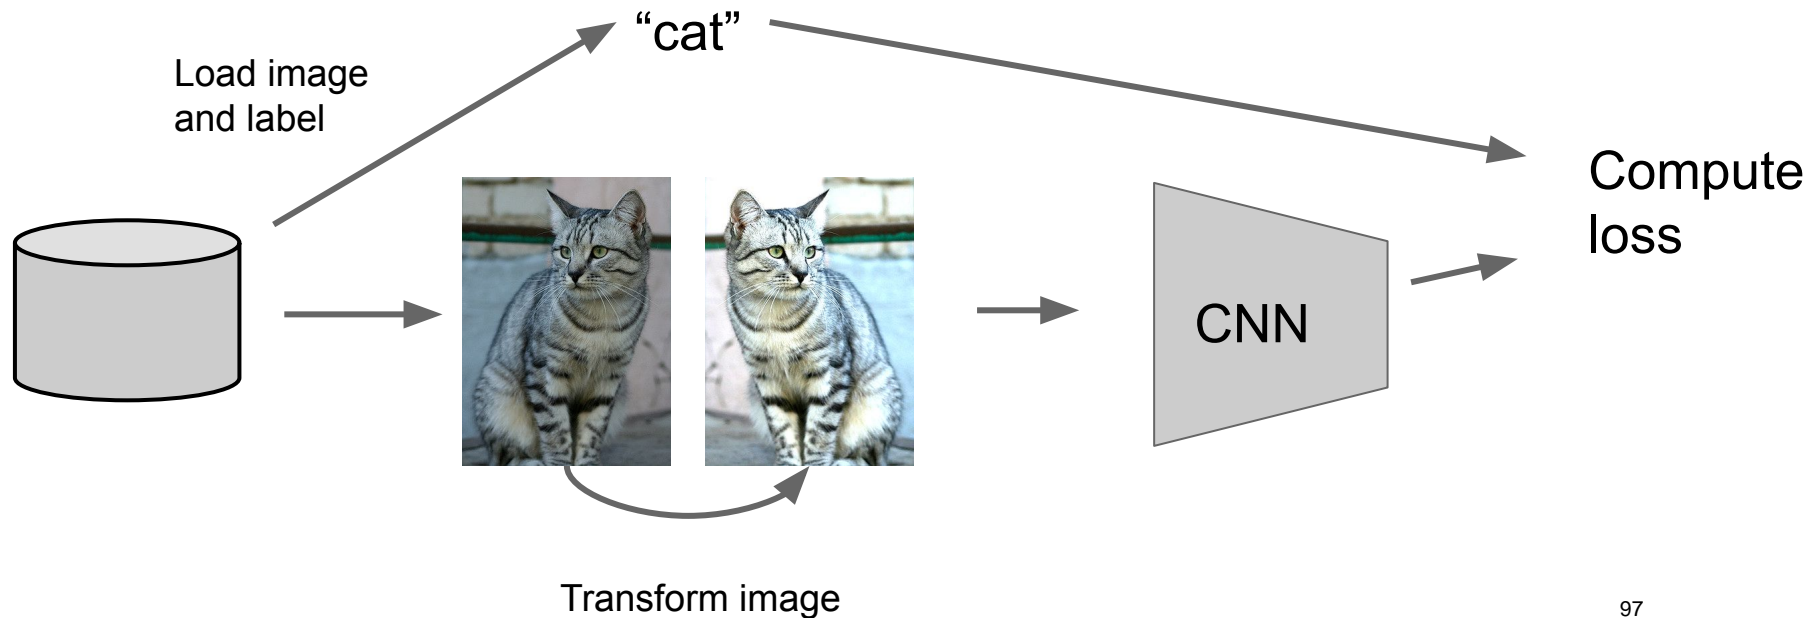 “cat”
Load image
and label
Compute
loss
CNN
Transform image
97